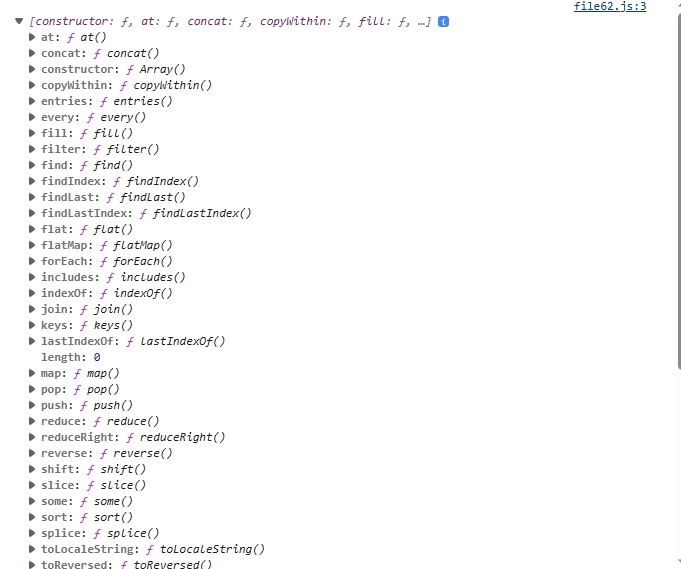 file62.js:3
[constructor: ƒ, at: ƒ, concat: ƒ, copyWithin: ƒ, fill: ƒ, …] i
at: ƒ at()
concat: ƒ concat()
constructor: ƒ Array()
copyWithin: ƒ copyWithin()
entries: ƒ entries()
every: ƒ every()
fill: ƒ fill()
filter: ƒ filter()
find: ƒ find()
findIndex: ƒ findIndex()
findLast: ƒ findLast()
findLastIndex: ƒ findLastIndex()
flat: ƒ flat()
flatMap: ƒ flatMap()
forEach: ƒ forEach()
includes: ƒ includes()
indexOf: ƒ indexOf()
join: ƒ join()
keys: ƒ keys()
lastIndexOf: ƒ lastIndexOf()
length: 0
map: ƒ map()
pop: ƒ pop()
push: ƒ push()
reduce: ƒ reduce()
reduceRight: ƒ reduceRight()
reverse: ƒ reverse()
shift: ƒ shift()
slice: ƒ slice()
some: ƒ some()
sort: ƒ sort()
splice: ƒ splice()
toLocaleString: ƒ toLocaleString()
toReversed: ƒ toReversed()